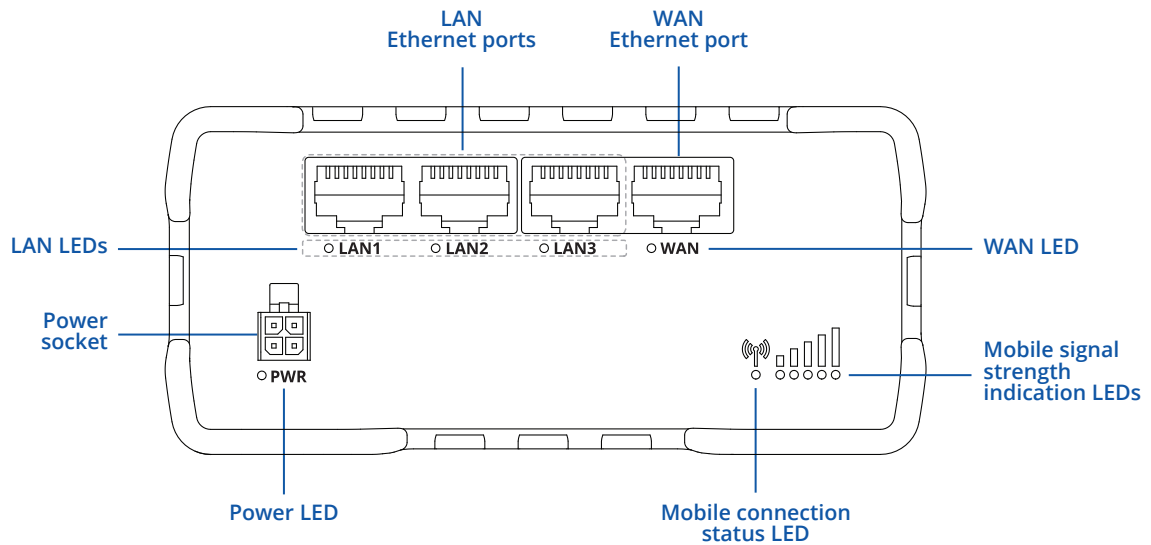 LAN
Ethernet ports
WAN
Ethernet port
LAN LEDs
LAN1
LAN2
LAN3
WAN
WAN LED
Power
socket
PWR
Mobile signal
strength
indication LEDs
Power LED
Mobile connection
status LED